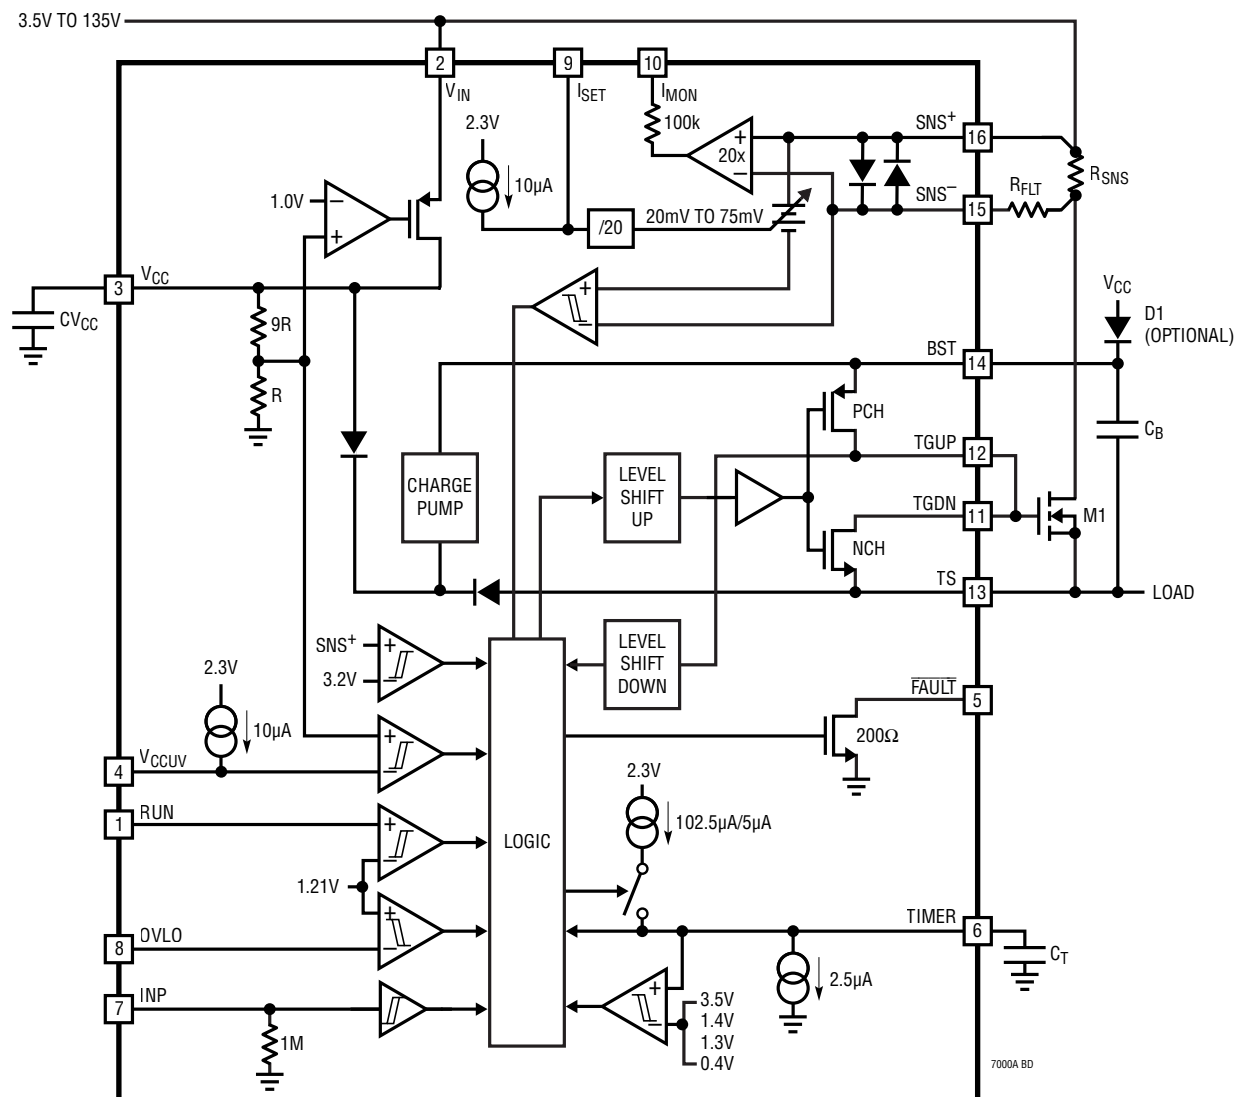 3.5V TO 135V
2
9
10
VIN
ISET
IMON
2.3V
10µA
100k
+
20x
−
SNS+
16
RSNS
SNS−
15
RFLT
1.0V
−
+
/20
20mV TO 75mV
3
VCC
CVCC
9R
R
+
−
VCC
D1
(OPTIONAL)
BST
14
PCH
CB
TGUP
12
CHARGE
PUMP
LEVEL
SHIFT
UP
TGDN
11
M1
NCH
TS
13
LOAD
SNS+
+
3.2V
−
LEVEL
SHIFT
DOWN
2.3V
10µA
FAULT
5
200Ω
+
−
4
VCCUV
2.3V
102.5µA/5µA
1
RUN
+
−
LOGIC
1.21V
+
−
8
OVLO
TIMER
6
CT
2.5µA
7
INP
1M
+
−
3.5V
1.4V
1.3V
0.4V
7000A BD